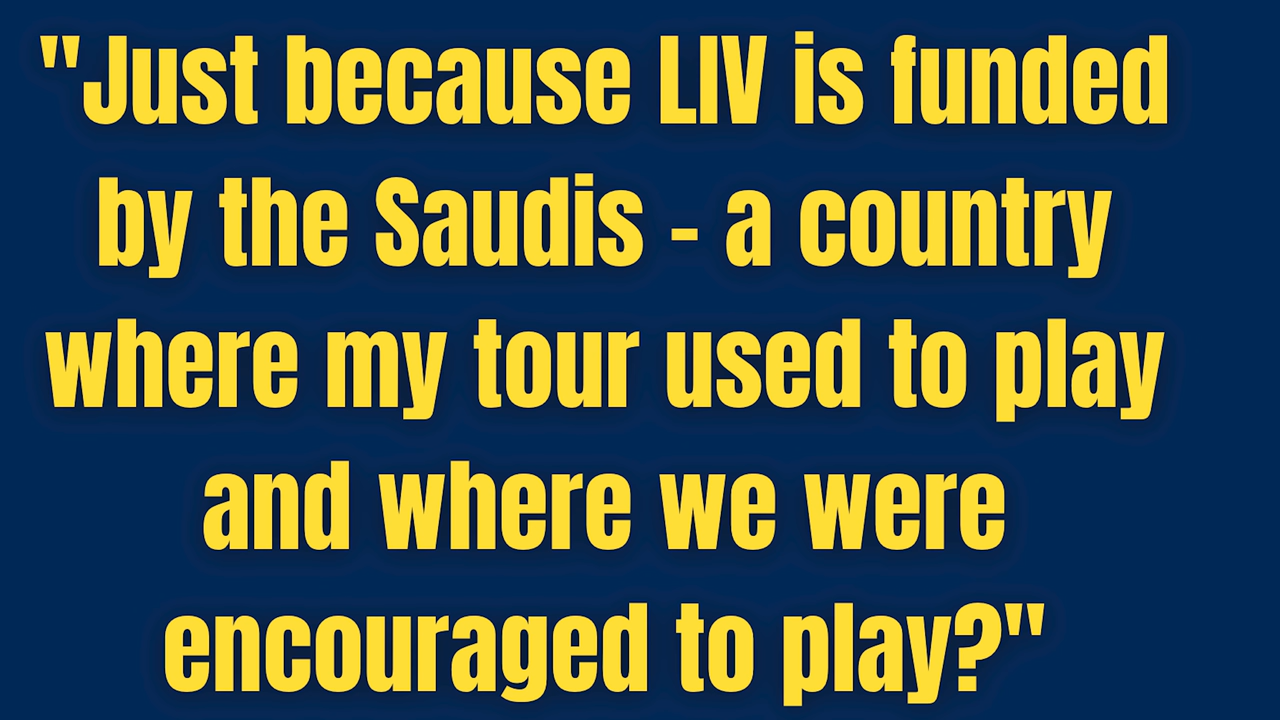 "Just because LIV is funded
by the Saudis - a country
where my tour used to play
and where we were
encouraged to play?"